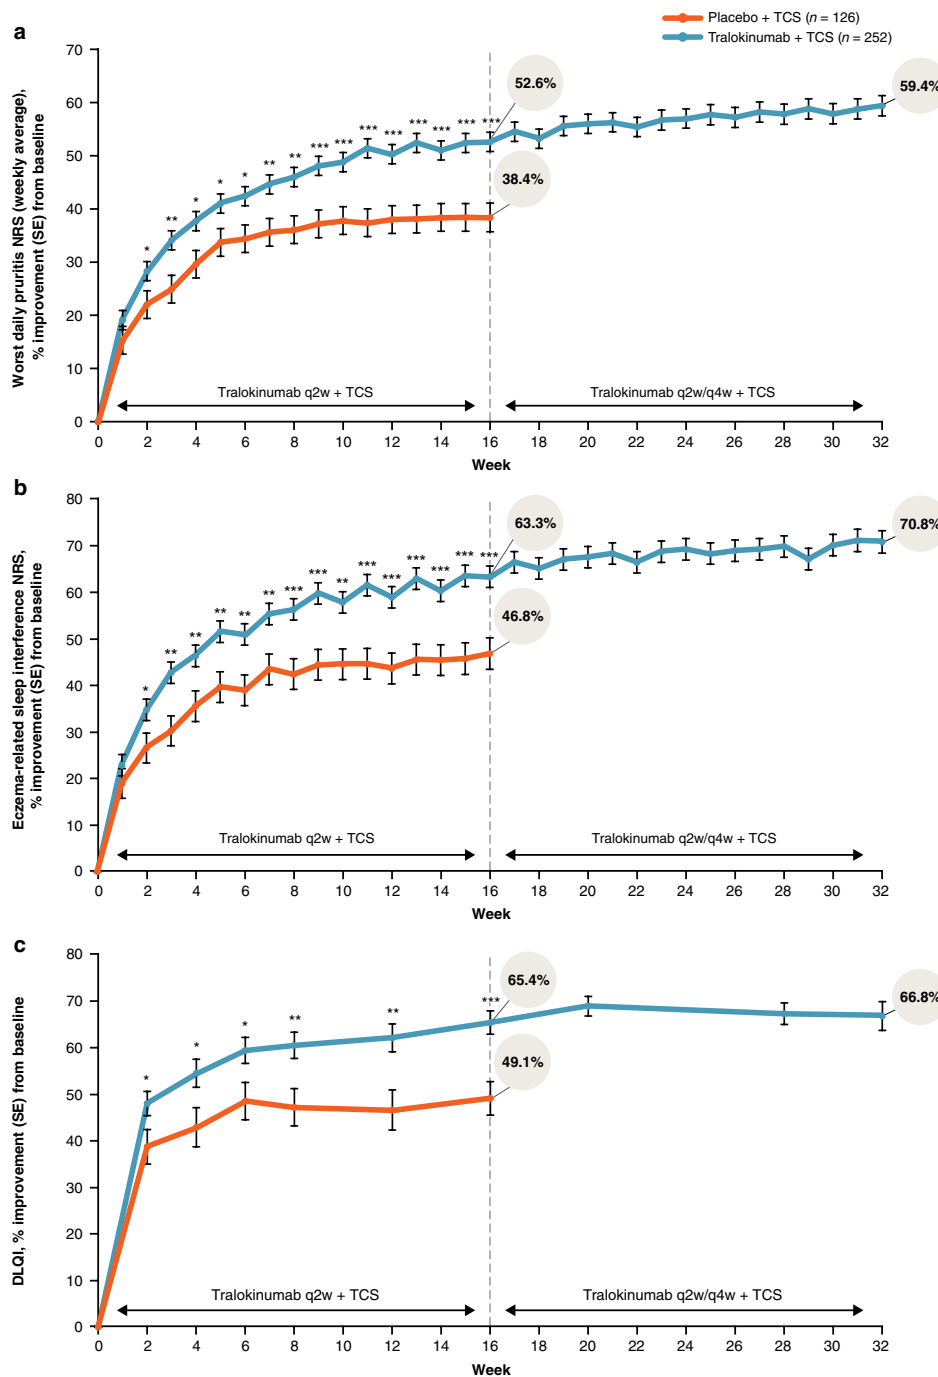 Placebo + TCS (n = 126)
Tralokinumab + TCS (n = 252)
a
Worst daily pruritis NRS (weekly average),
% improvement (SE) from baseline
70
60
50
40
30
20
10
0
* ** * * * ** ** *** *** *** *** *** *** *** ***
52.6%
59.4%
38.4%
Tralokinumab q2w + TCS
Tralokinumab q2w/q4w + TCS
0 2 4 6 8 10 12 14 16 18 20 22 24 26 28 30 32
Week
b
Eczema-related sleep interference NRS,
% improvement (SE) from baseline
80
70
60
50
40
30
20
10
0
* ** ** ** ** ** *** *** ** *** *** *** *** *** ***
63.3%
70.8%
46.8%
Tralokinumab q2w + TCS
Tralokinumab q2w/q4w + TCS
0 2 4 6 8 10 12 14 16 18 20 22 24 26 28 30 32
Week
c
DLQI, % improvement (SE) from baseline
80
70
60
50
40
30
20
10
0
* * * ** ** ***
65.4%
66.8%
49.1%
Tralokinumab q2w + TCS
Tralokinumab q2w/q4w + TCS
0 2 4 6 8 10 12 14 16 18 20 22 24 26 28 30 32
Week